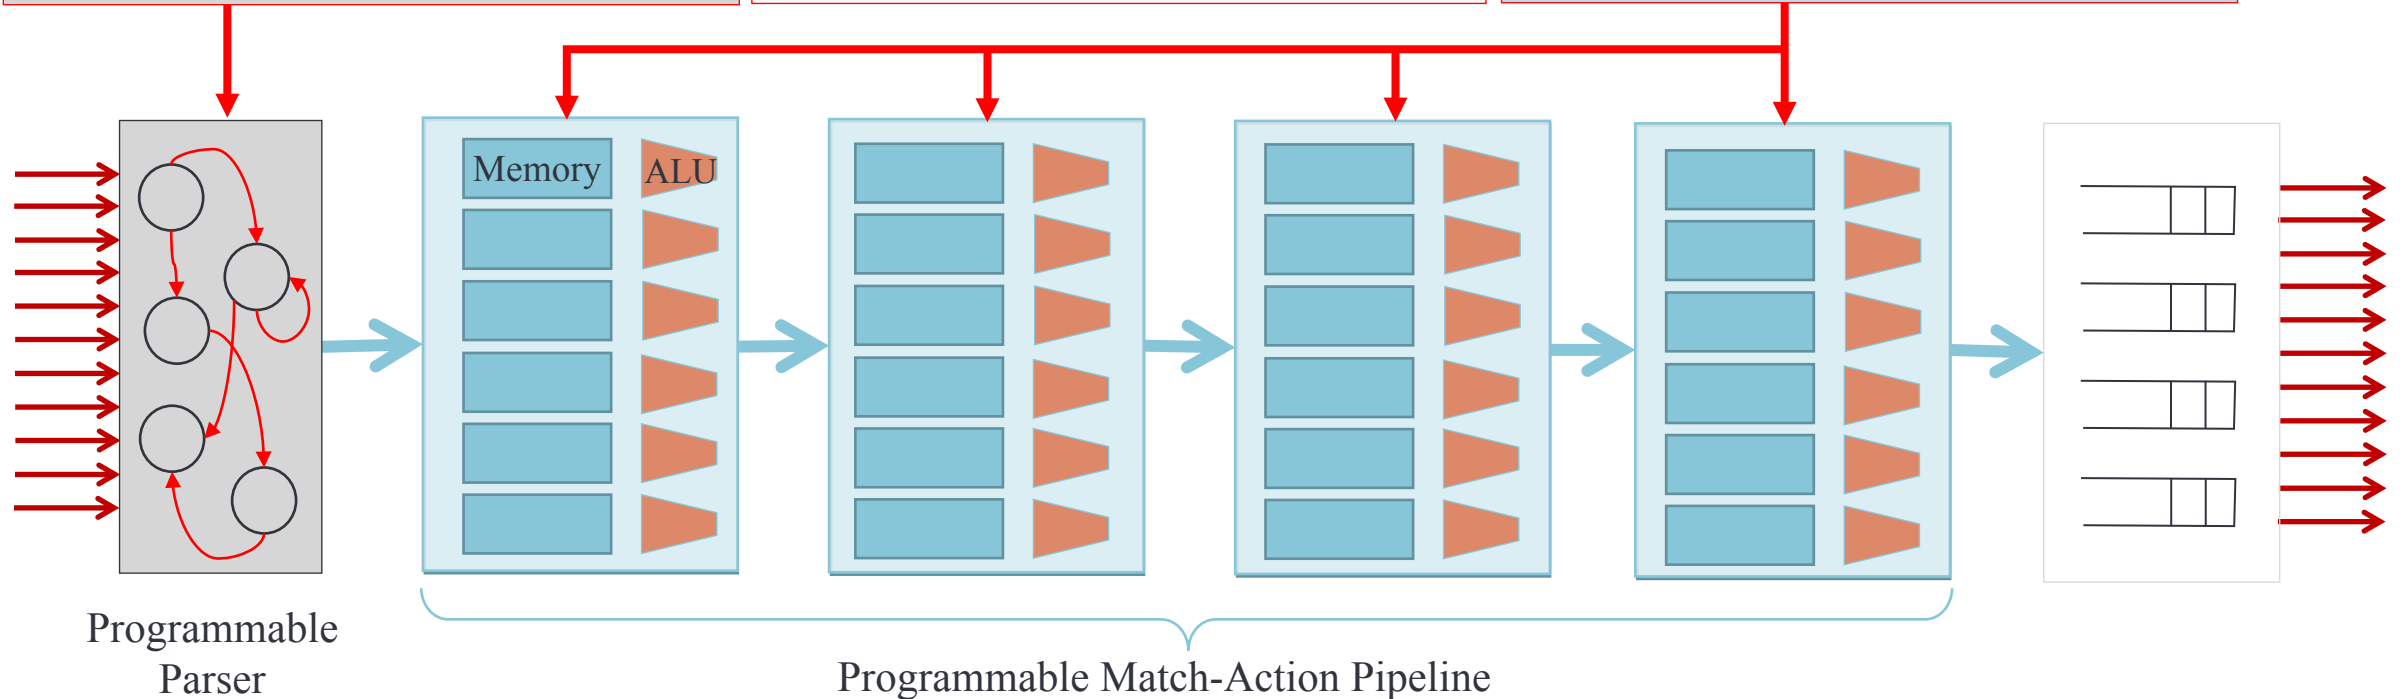 Memory ALU
Programmable
Parser
Programmable Match-Action Pipeline